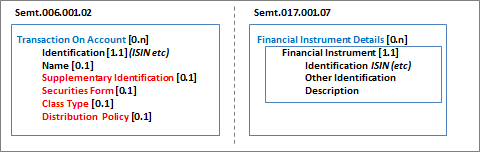 Semt.006.001.02
Transaction On Account [0.n]
Identification [1.1] (ISIN etc)
Name [0.1]
Supplementary Identification [0.1]
Securities Form [0.1]
Class Type [0.1]
Distribution Policy [0.1]
Semt.017.001.07
Financial Instrument Details [0.n]
Financial Instrument [1.1]
Identification ISIN (etc)
Other Identification
Description